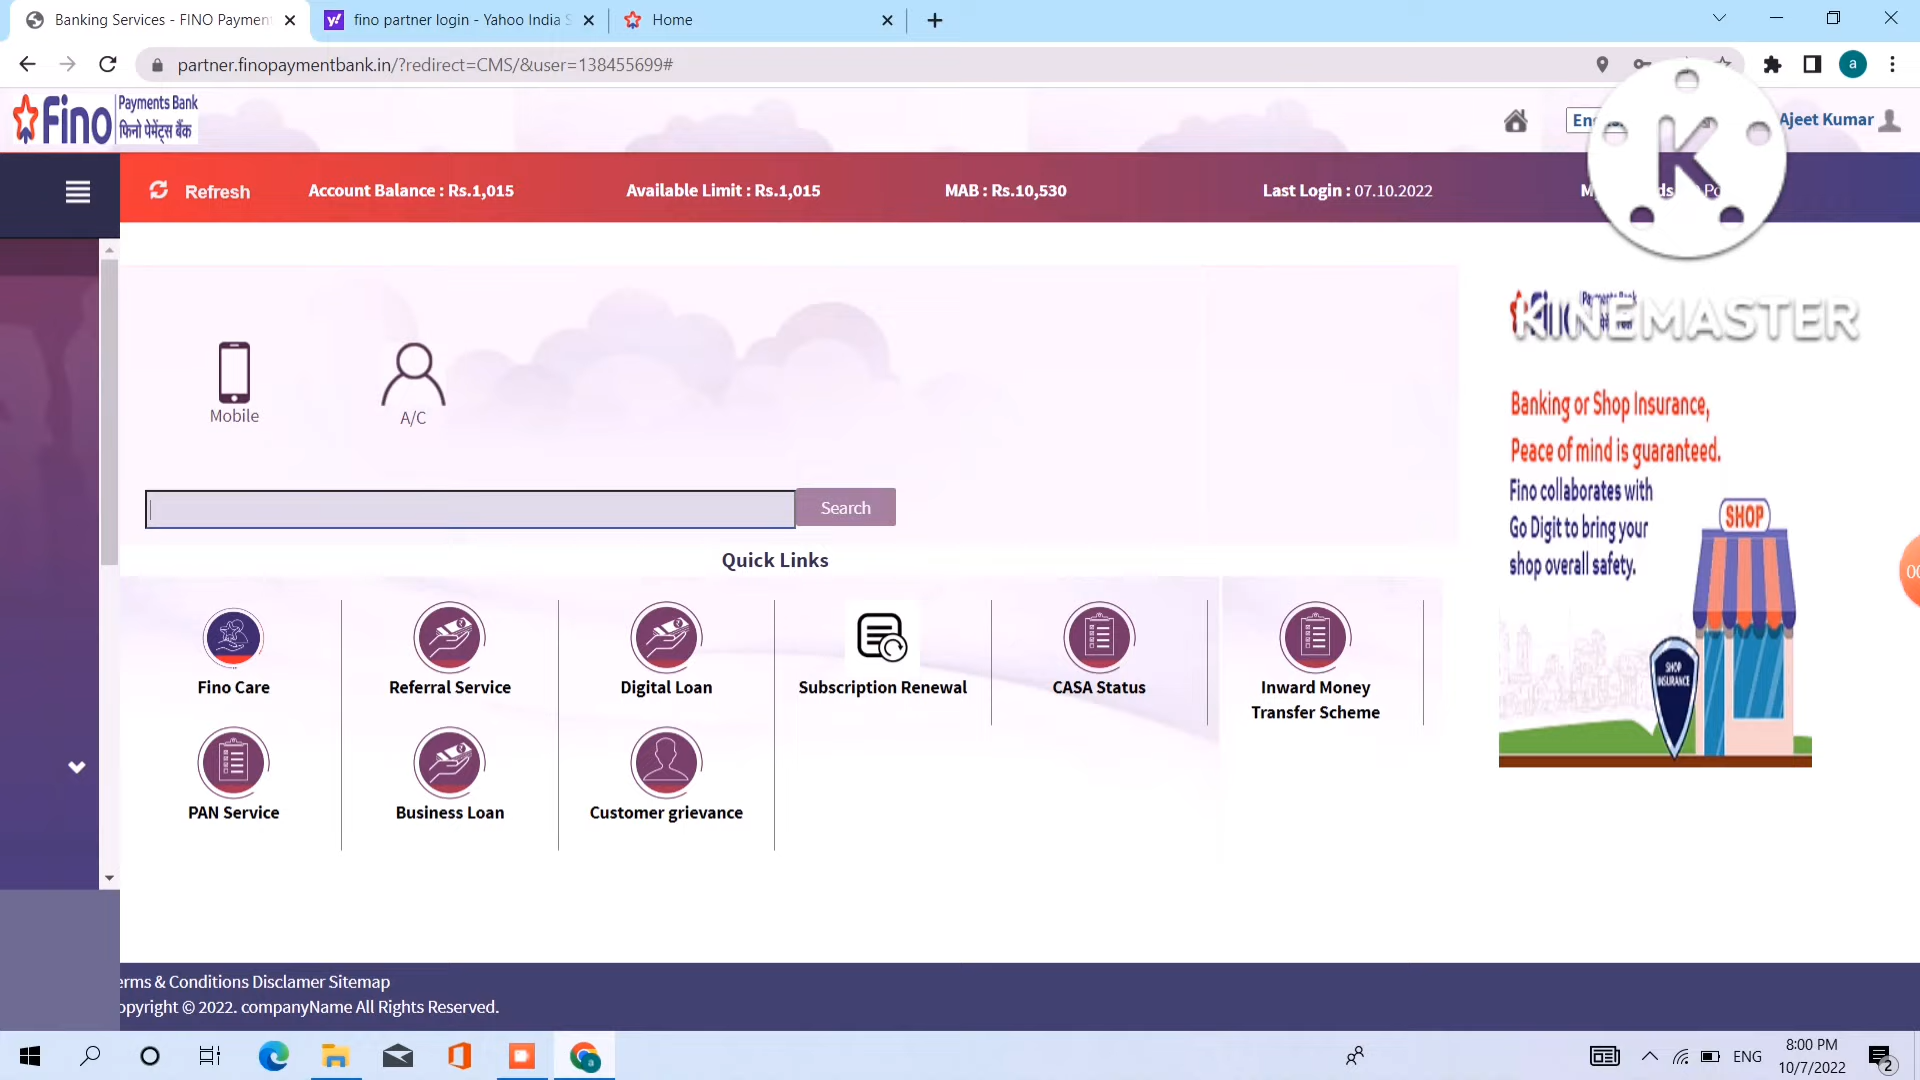 Banking Services - FINO Paymen
fino partner login - Yahoo India S
Home
partner.finopaymentbank.in/?redirect=CMS/&user=138455699#
a
Fino
Payments Bank
फिनो पेमेंट्स बैंक
En
Ajeet Kumar
K
Refresh
Account Balance : Rs.1,015
Available Limit : Rs.1,015
MAB : Rs.10,530
Last Login : 07.10.2022
KINEMASTER
Mobile
A/C
Search
Banking or Shop Insurance,
Peace of mind is guaranteed.
Fino collaborates with
Go Digit to bring your
shop overall safety.
SHOP
SHOP
INSURANCE
Quick Links
Fino Care
Referral Service
Digital Loan
Subscription Renewal
CASA Status
Inward Money
Transfer Scheme
PAN Service
Business Loan
Customer grievance
erms & Conditions Disclamer Sitemap
opyright © 2022. companyName All Rights Reserved.
ENG
8:00 PM
10/7/2022
2